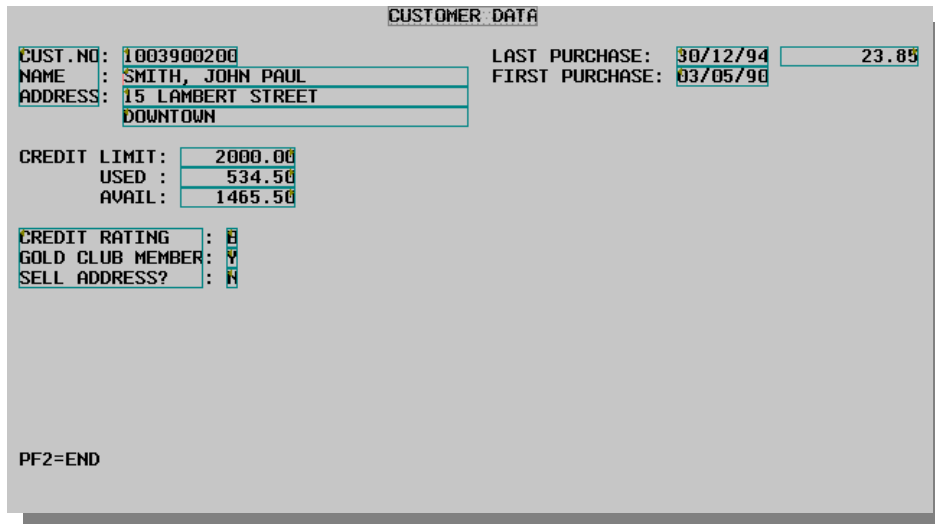 CUSTOMER DATA
CUST.NO: 1003900200 LAST PURCHASE: 30/12/94 23.85
NAME : SMITH, JOHN PAUL FIRST PURCHASE: 03/05/90
ADDRESS: 15 LAMBERT STREET
DOWNTOWN
CREDIT LIMIT: 2000.00
USED : 534.50
AVAIL: 1465.50
CREDIT RATING :
GOLD CLUB MEMBER: Y
SELL ADDRESS? : N
PF2=END